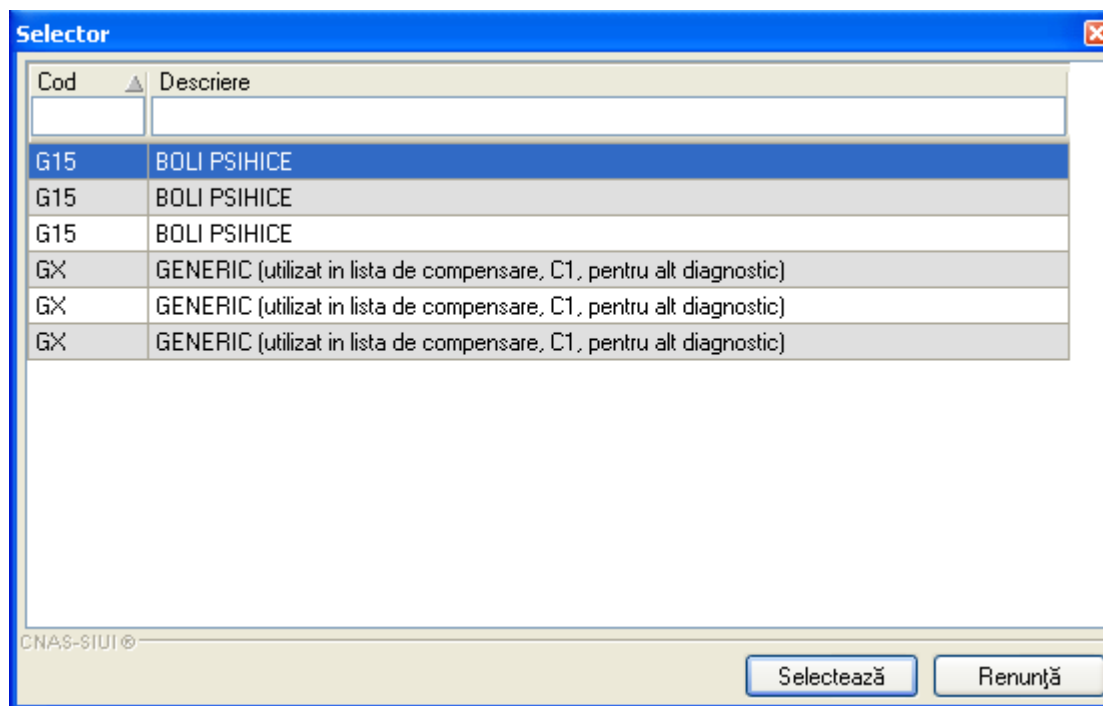 Selector
Cod Descriere
G15 BOLI PSIHICE
G15 BOLI PSIHICE
G15 BOLI PSIHICE
GX GENERIC (utilizat in lista de compensare, C1, pentru alt diagnostic)
GX GENERIC (utilizat in lista de compensare, C1, pentru alt diagnostic)
GX GENERIC (utilizat in lista de compensare, C1, pentru alt diagnostic)
CNAS-SIUI ®
Selectează Renunţă